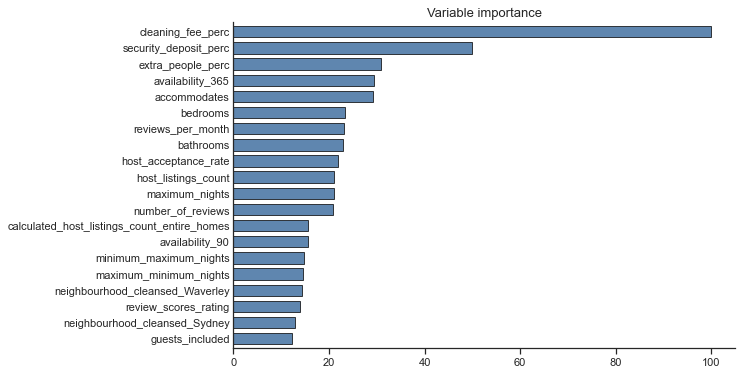 Variable importance
cleaning_fee_perc
security_deposit_perc
extra_people_perc
availability_365
accommodates
bedrooms
reviews_per_month
bathrooms
host_acceptance_rate
host_listings_count
maximum_nights
number_of_reviews
calculated_host_listings_count_entire_homes
availability_90
minimum_maximum_nights
maximum_minimum_nights
neighbourhood_cleansed_Waverley
review_scores_rating
neighbourhood_cleansed_Sydney
guests_included
0 20 40 60 80 100